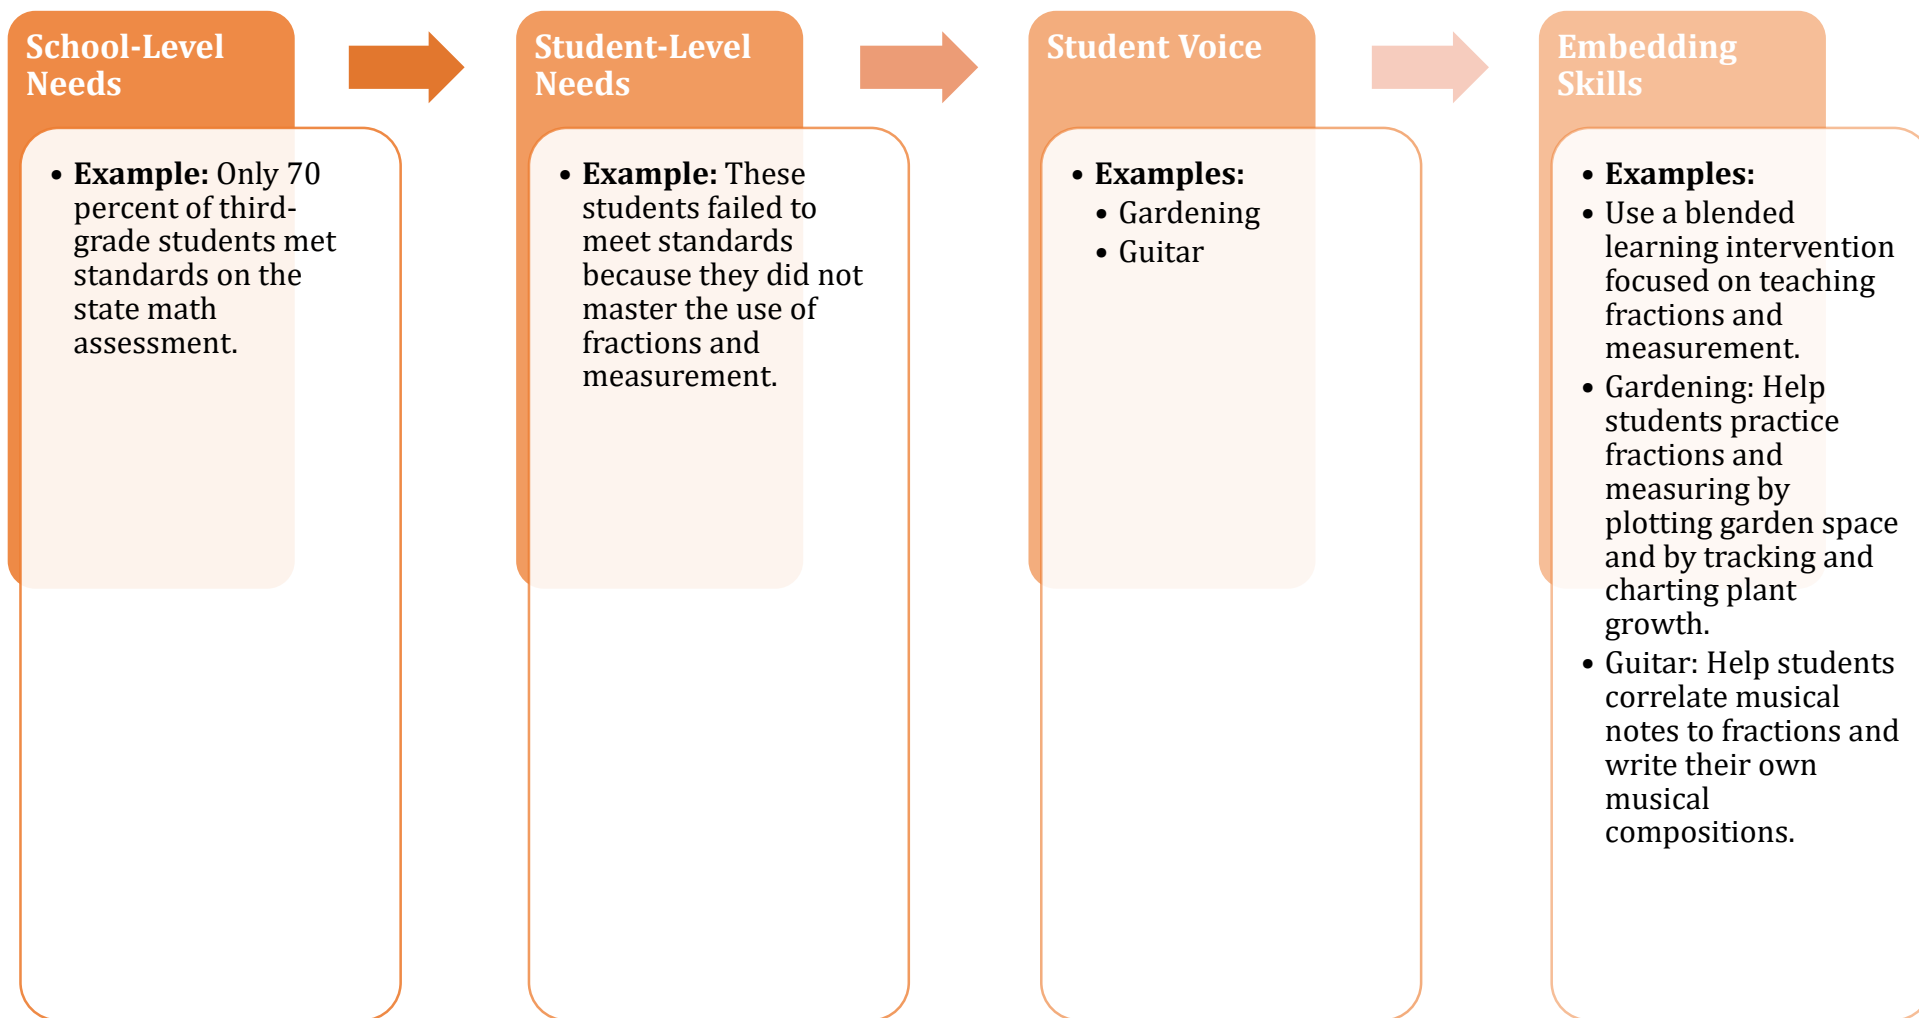 School-Level
Needs
• Example: Only 70
percent of third-
grade students met
standards on the
state math
assessment.
Student-Level
Needs
• Example: These
students failed to
meet standards
because they did not
master the use of
fractions and
measurement.
Student Voice
• Examples:
• Gardening
• Guitar
Embedding
Skills
• Examples:
• Use a blended
learning intervention
focused on teaching
fractions and
measurement.
• Gardening: Help
students practice
fractions and
measuring by
plotting garden space
and by tracking and
charting plant
growth.
• Guitar: Help students
correlate musical
notes to fractions and
write their own
musical
compositions.